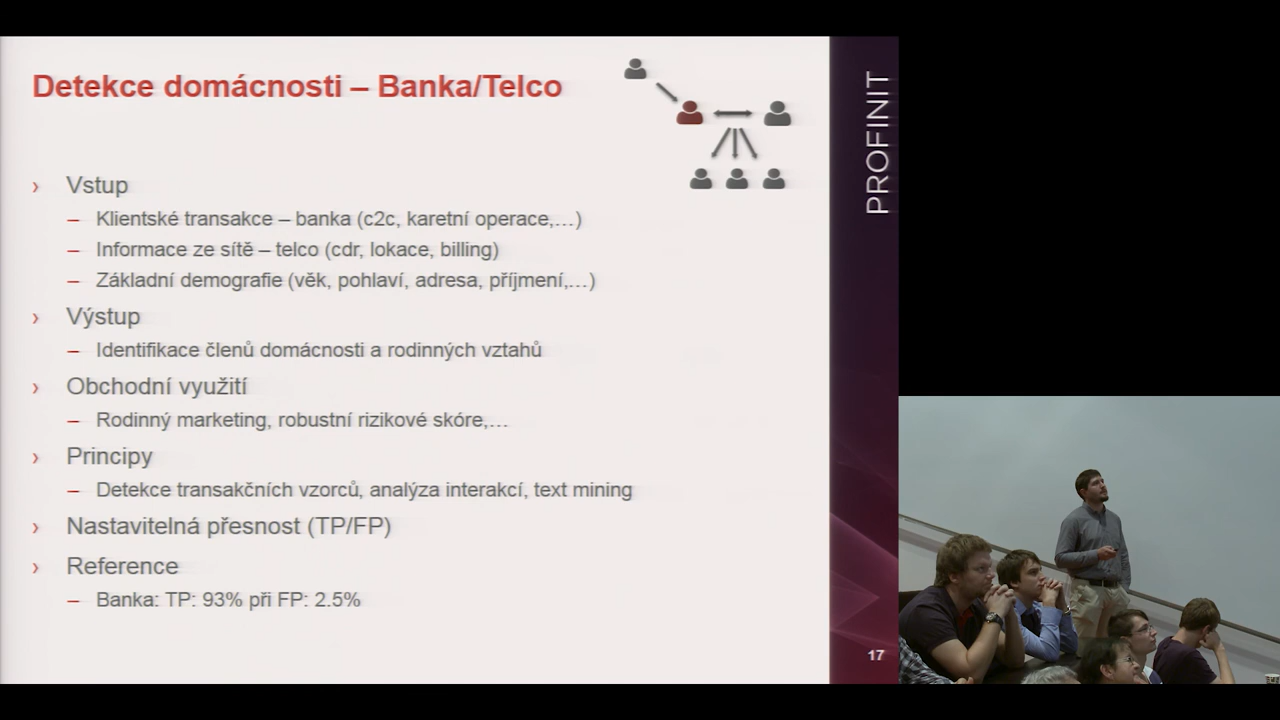 Detekce domácnosti – Banka/Telco
› Vstup
– Klientské transakce – banka (c2c, karetní operace,…)
– Informace ze sítě – telco (cdr, lokace, billing)
– Základní demografie (věk, pohlaví, adresa, příjmení,…)
› Výstup
– Identifikace členů domácnosti a rodinných vztahů
› Obchodní využití
– Rodinný marketing, robustní rizikové skóre,…
› Principy
– Detekce transakčních vzorců, analýza interakcí, text mining
› Nastavitelná přesnost (TP/FP)
› Reference
– Banka: TP: 93% při FP: 2.5%
PROFINIT
17